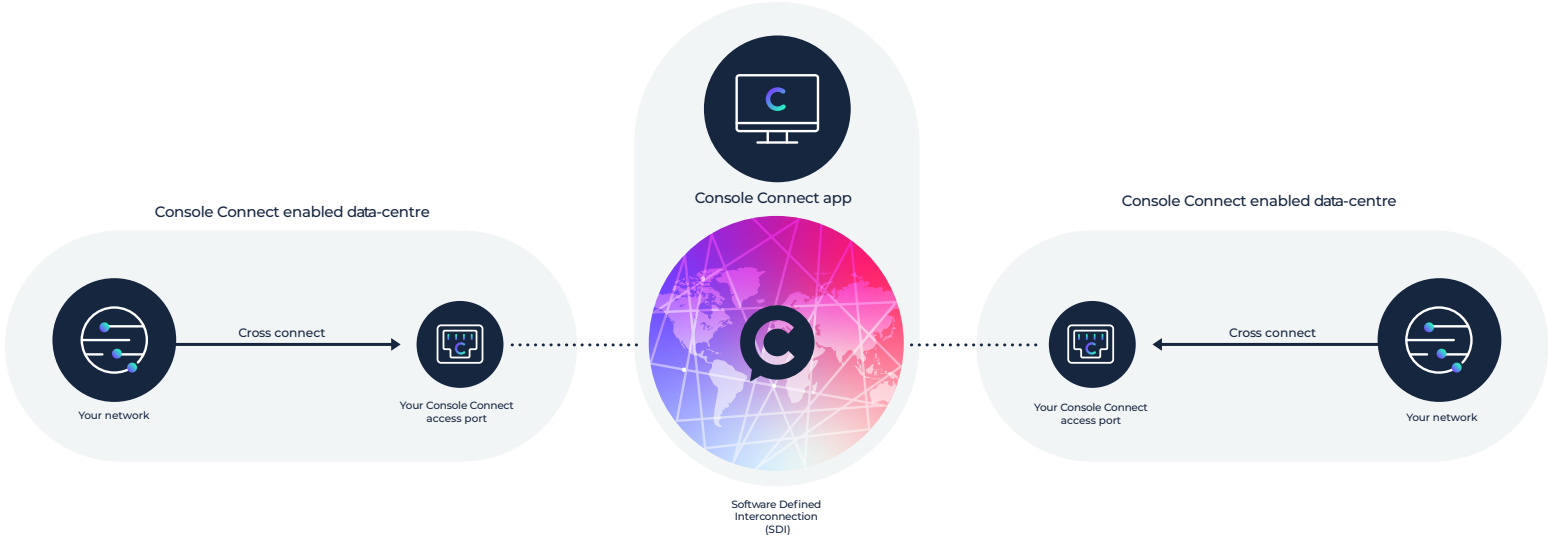 Console Connect app
Console Connect enabled data-centre
Cross connect
Your network
Your Console Connect
access port
Console Connect enabled data-centre
Cross connect
Your Console Connect
access port
Your network
Software Defined
Interconnection
(SDI)